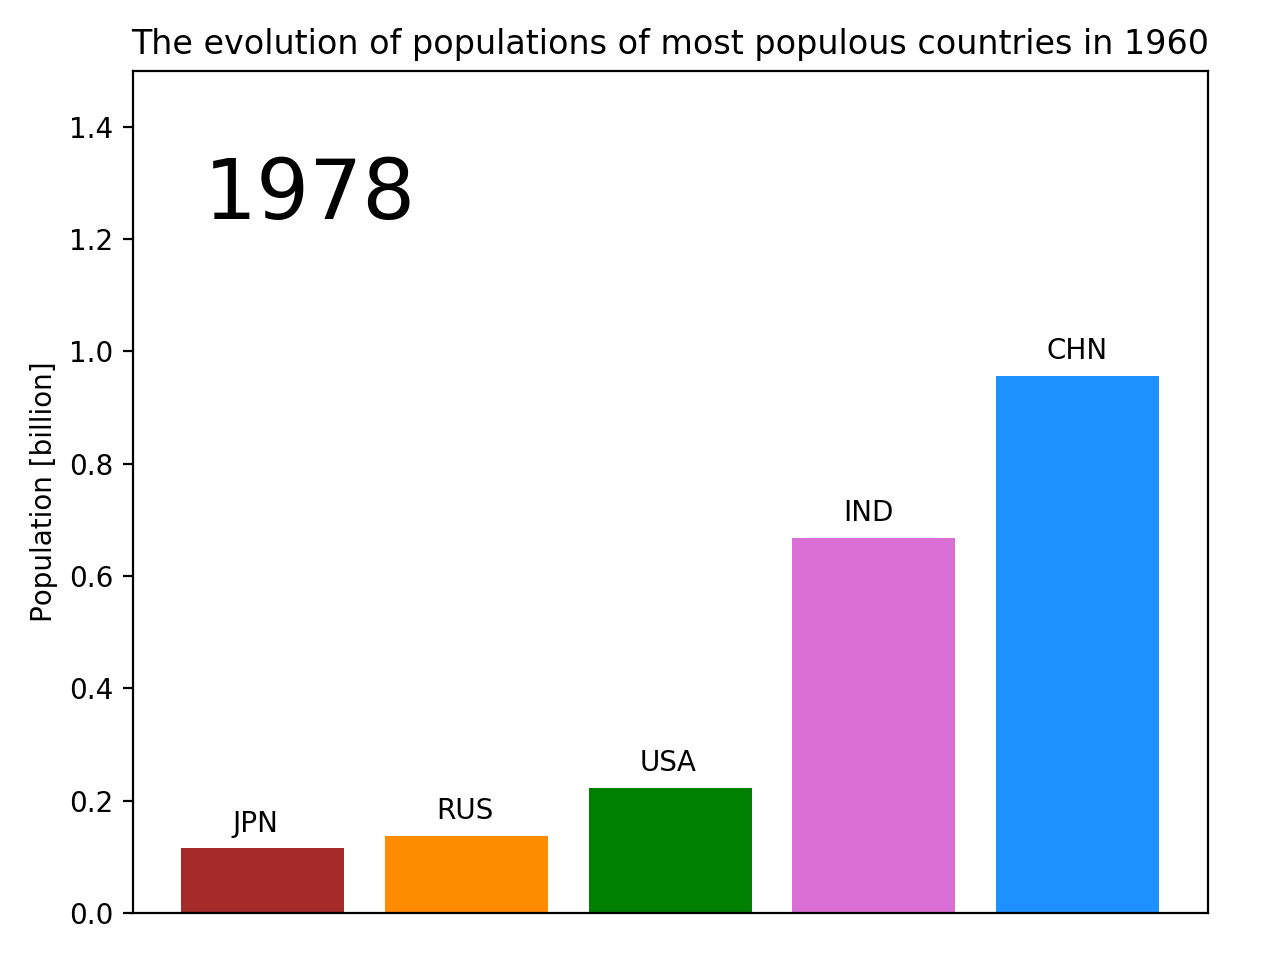 The evolution of populations of most populous countries in 1960
1978
Population [billion]
1.4
1.2
1.0
0.8
0.6
0.4
0.2
0.0
JPN
RUS
USA
IND
CHN